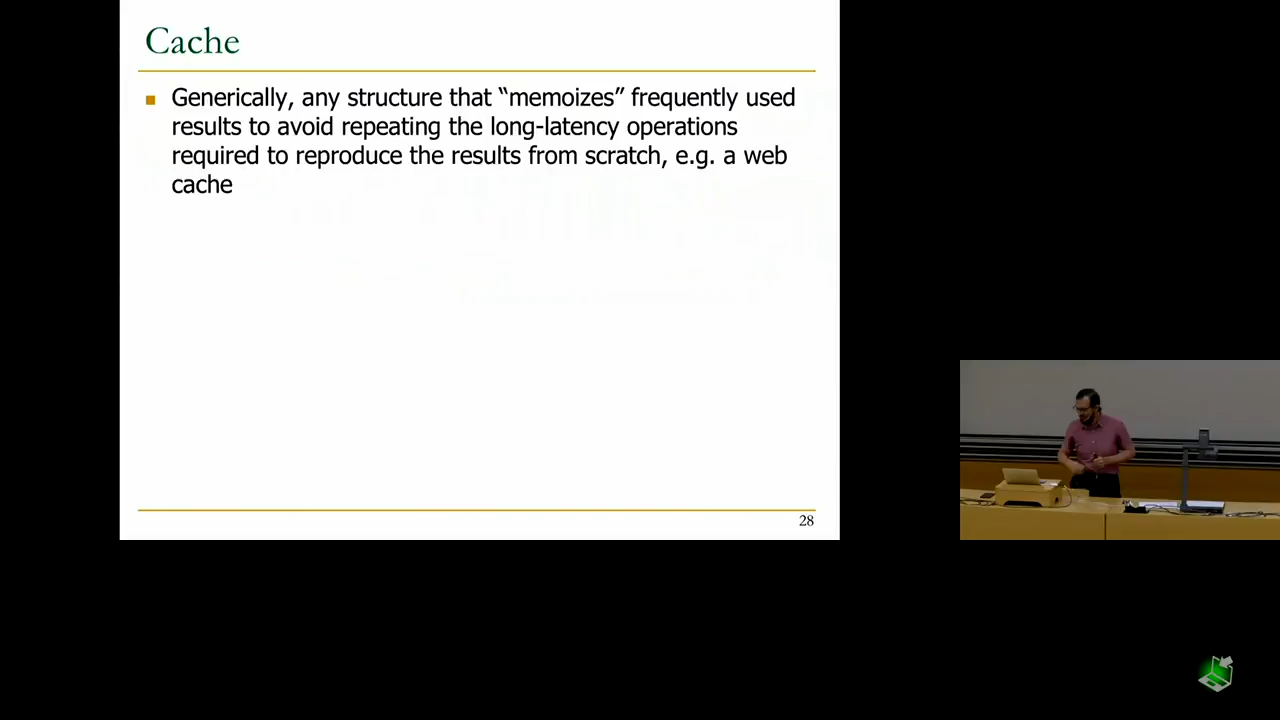 Cache
Generically, any structure that “memoizes” frequently used
results to avoid repeating the long-latency operations
required to reproduce the results from scratch, e.g. a web
cache
28